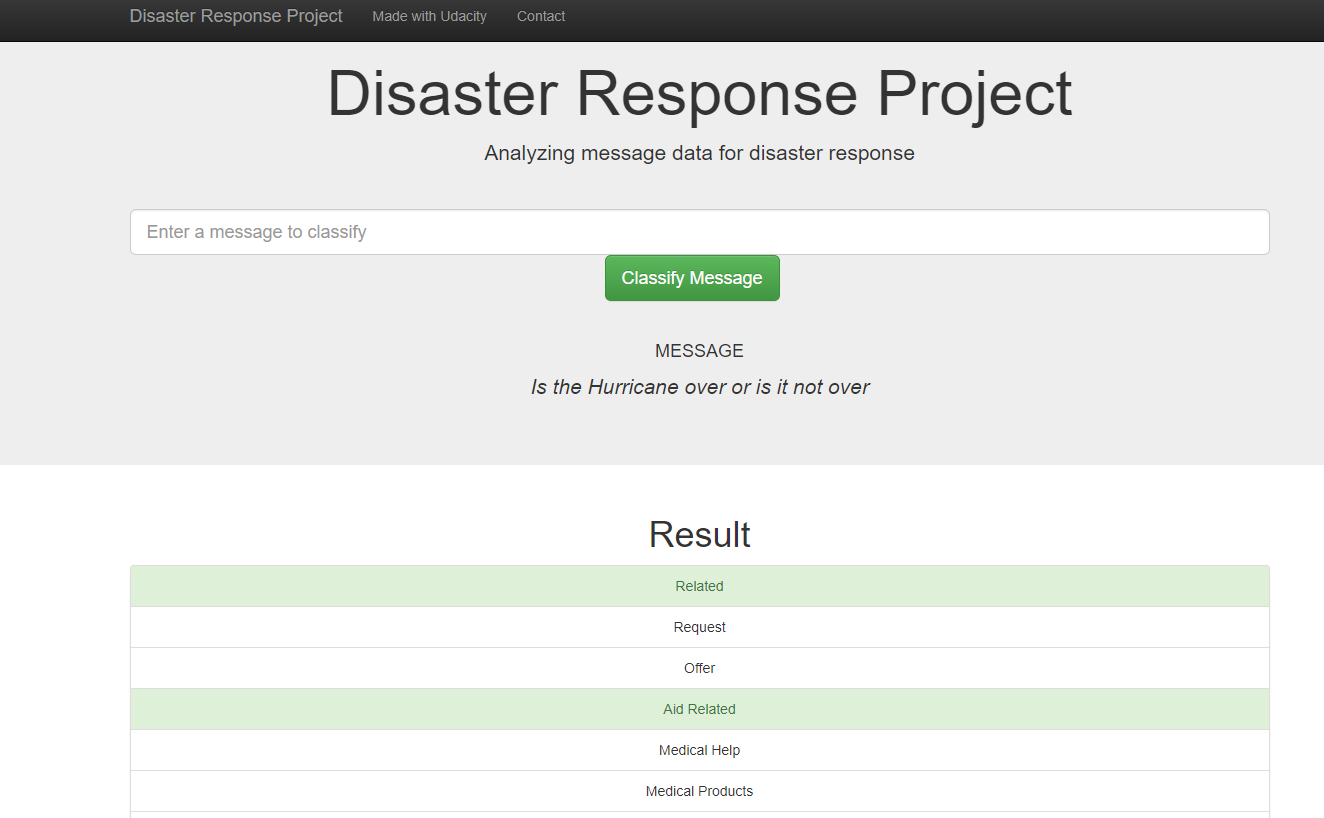 Disaster Response Project Made with Udacity Contact
Disaster Response Project
Analyzing message data for disaster response
Enter a message to classify
Classify Message
MESSAGE
Is the Hurricane over or is it not over
Result
Related
Request
Offer
Aid Related
Medical Help
Medical Products